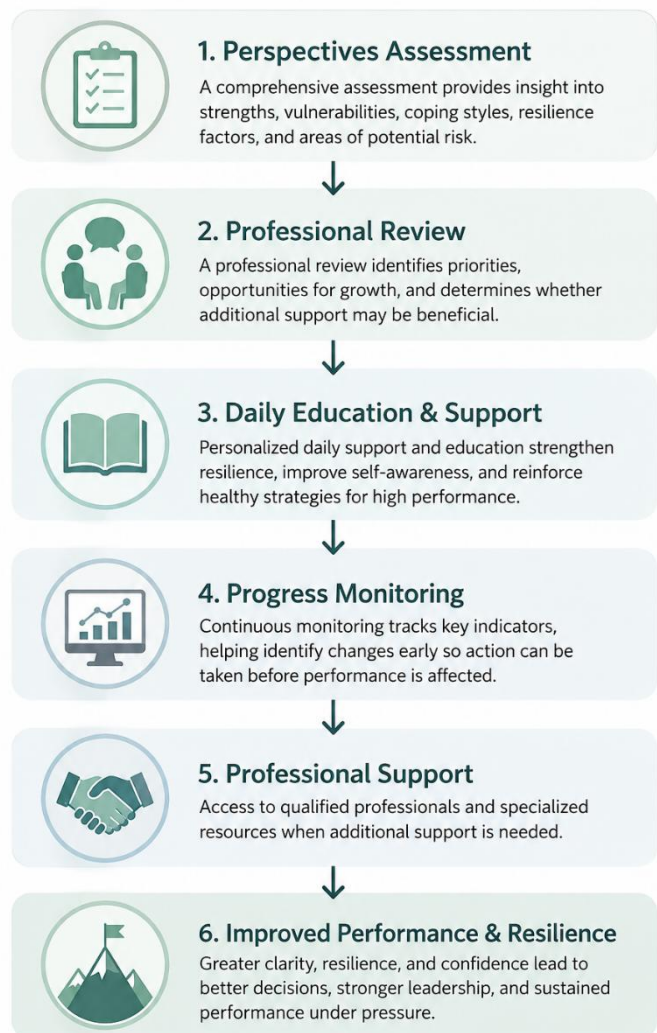 1. Perspectives Assessment
A comprehensive assessment provides insight into
strengths, vulnerabilities, coping styles, resilience
factors, and areas of potential risk.
2. Professional Review
A professional review identifies priorities,
opportunities for growth, and determines whether
additional support may be beneficial.
3. Daily Education & Support
Personalized daily support and education strengthen
resilience, improve self-awareness, and reinforce
healthy strategies for high performance.
4. Progress Monitoring
Continuous monitoring tracks key indicators,
helping identify changes early so action can be
taken before performance is affected.
5. Professional Support
Access to qualified professionals and specialized
resources when additional support is needed.
6. Improved Performance & Resilience
Greater clarity, resilience, and confidence lead to
better decisions, stronger leadership, and sustained
performance under pressure.